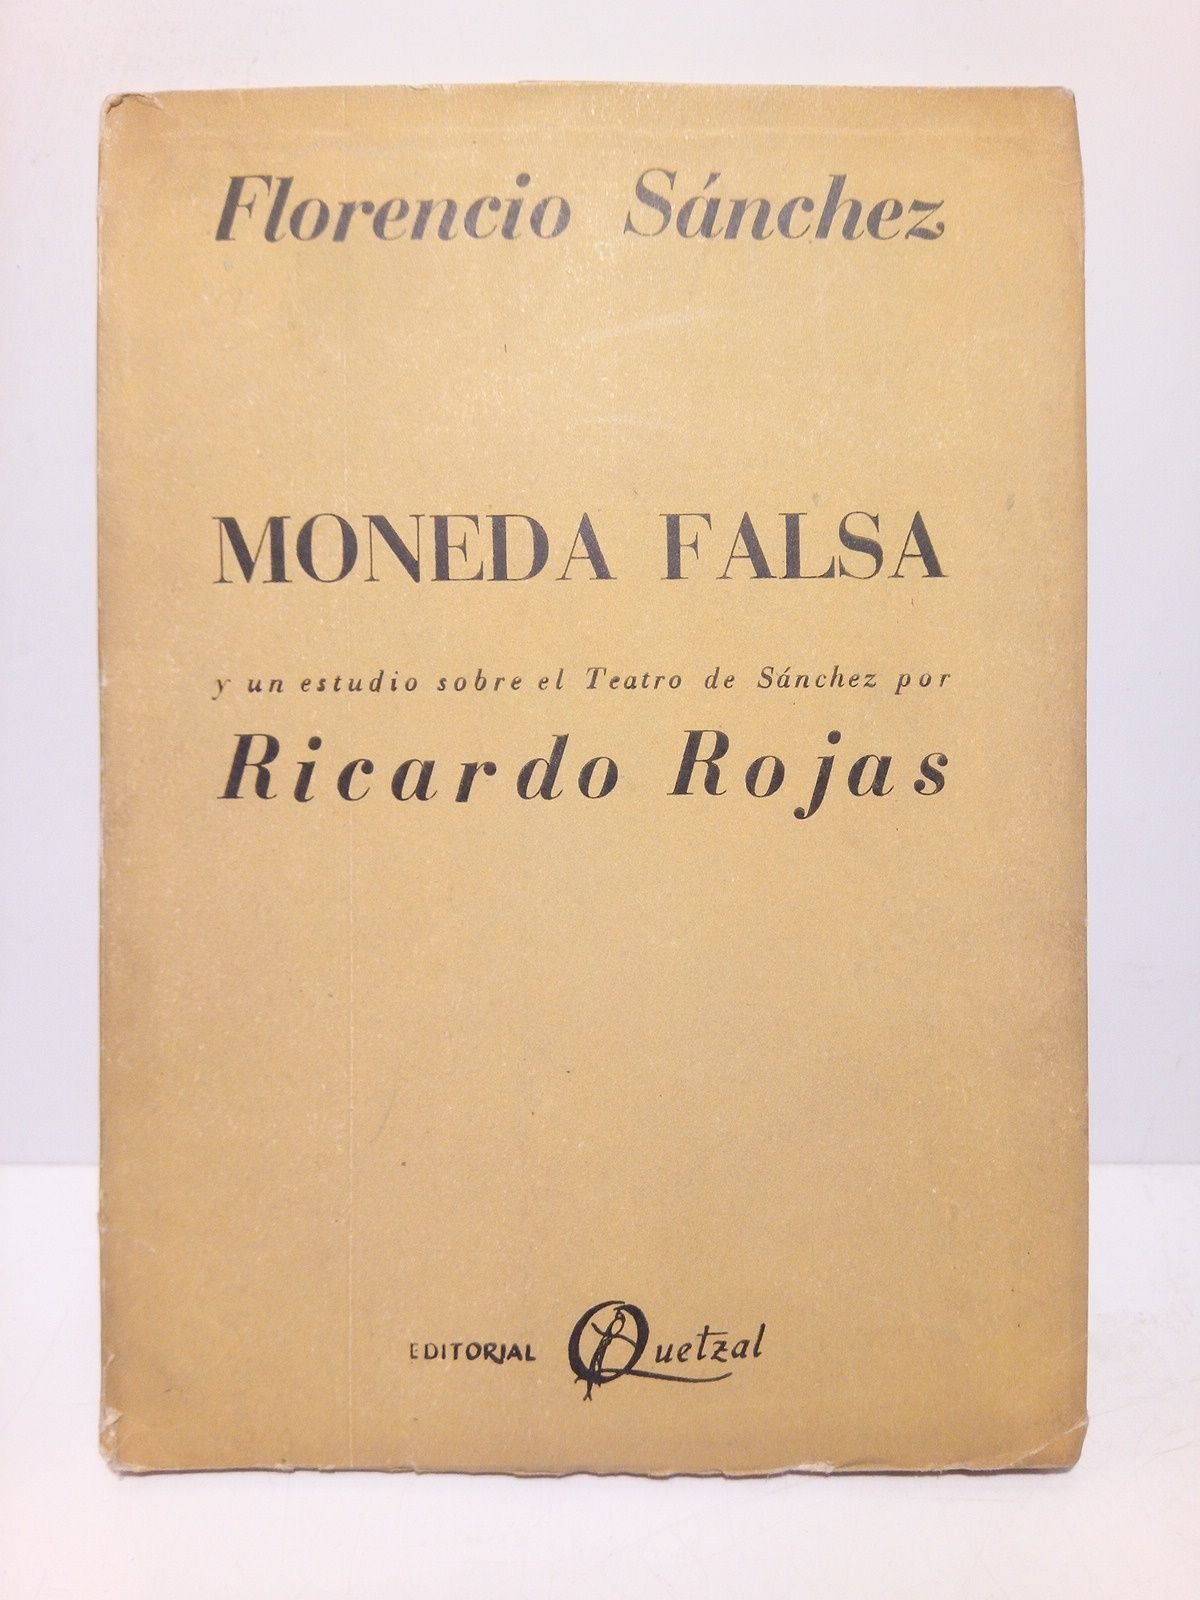 Florencio Sánchez
MONEDA FALSA
y un estudio sobre el Teatro de Sánchez por
Ricardo Rojas
EDITORIAL Quetzal